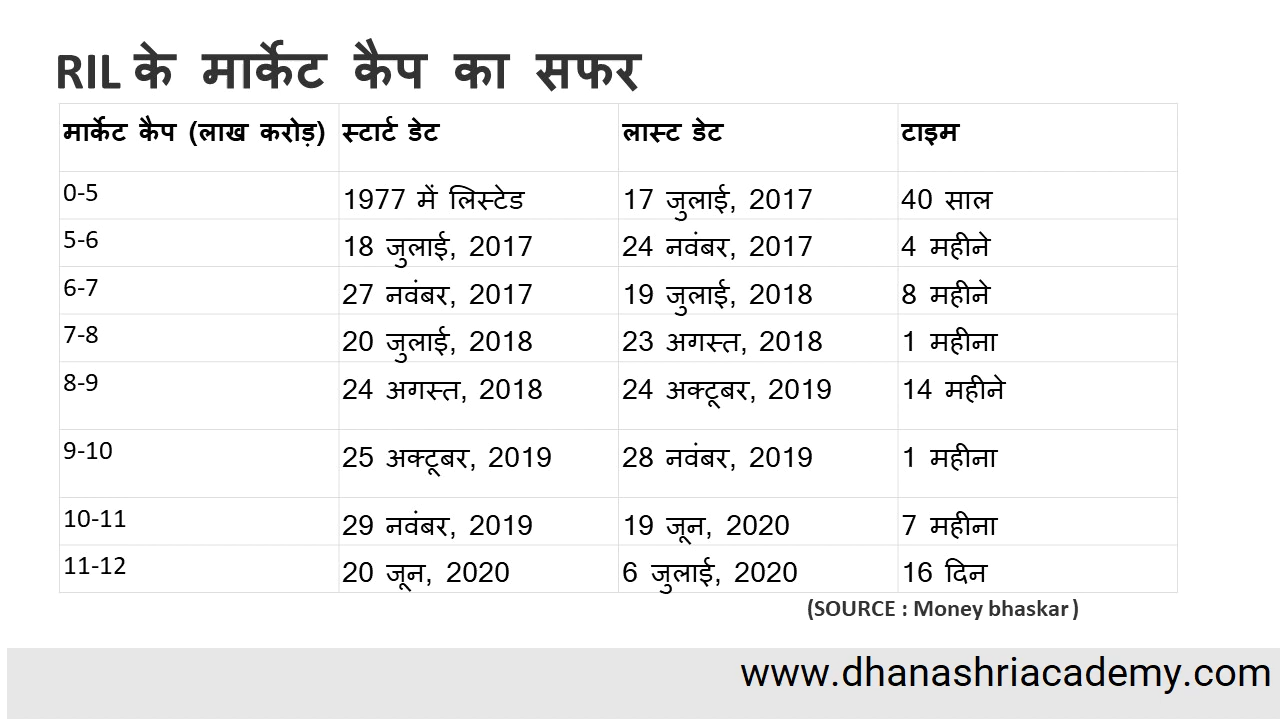 RIL के मार्केट कैप का सफर
मार्केट कैप (लाख करोड़) स्टार्ट डेट लास्ट डेट टाइम
0-5 1977 में लिस्टेड 17 जुलाई, 2017 40 साल
5-6 18 जुलाई, 2017 24 नवंबर, 2017 4 महीने
6-7 27 नवंबर, 2017 19 जुलाई, 2018 8 महीने
7-8 20 जुलाई, 2018 23 अगस्त, 2018 1 महीना
8-9 24 अगस्त, 2018 24 अक्टूबर, 2019 14 महीने
9-10 25 अक्टूबर, 2019 28 नवंबर, 2019 1 महीना
10-11 29 नवंबर, 2019 19 जून, 2020 7 महीना
11-12 20 जून, 2020 6 जुलाई, 2020 16 दिन
(SOURCE : Money bhaskar)
www.dhanashriacademy.com